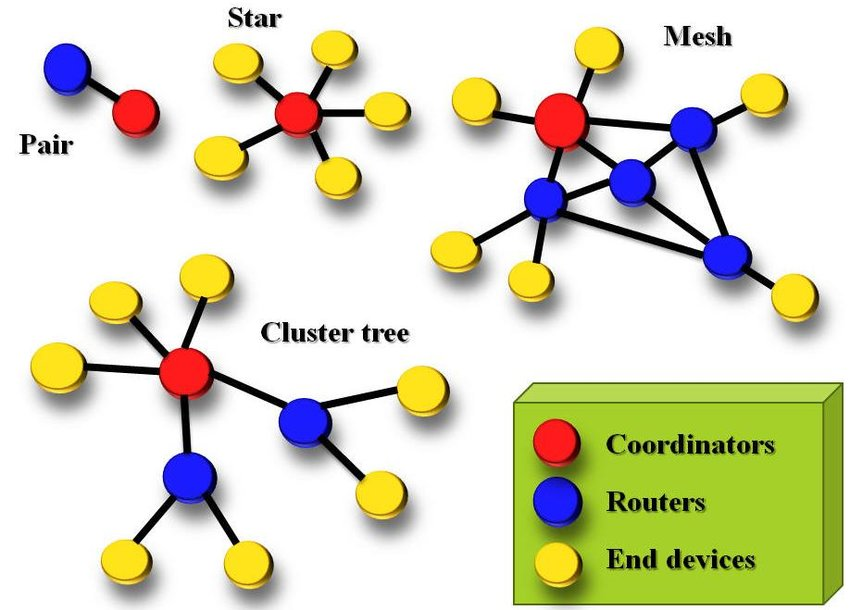 Star
Mesh
Pair
Cluster tree
Coordinators
Routers
End devices